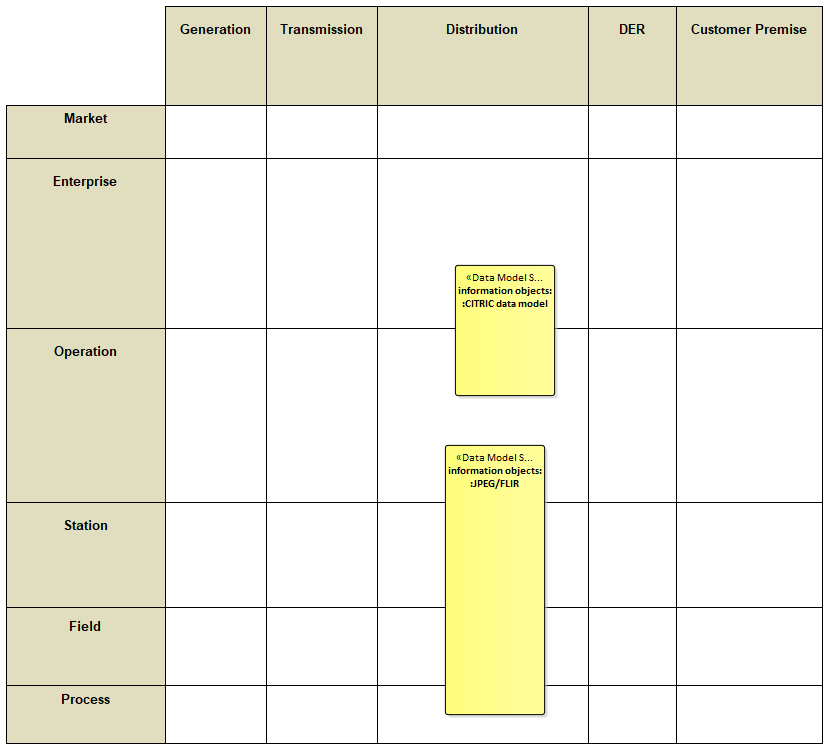 Generation
Transmission
Distribution
DER
Customer Premise
Market
Enterprise
«Data Model S...
information objects:
:CITRIC data model
Operation
«Data Model S...
information objects:
:JPEG/FLIR
Station
Field
Process